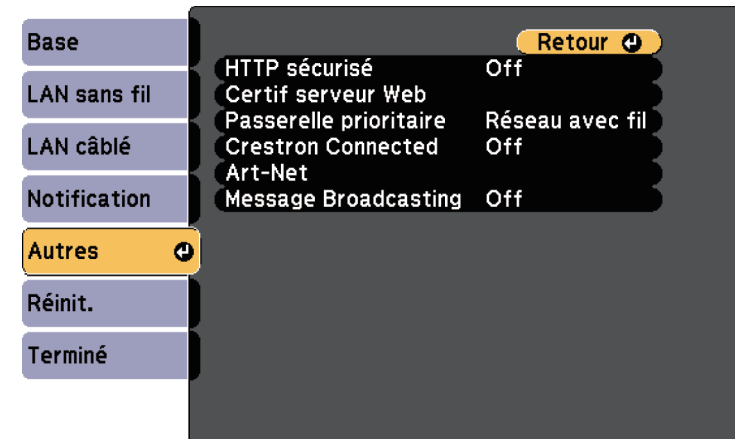 Base
LAN sans fil
LAN câblé
Notification
Autres
Réinit.
Terminé
Retour
HTTP sécurisé Off
Certif serveur Web
Passerelle prioritaire Réseau avec fil
Crestron Connected Off
Art-Net
Message Broadcasting Off